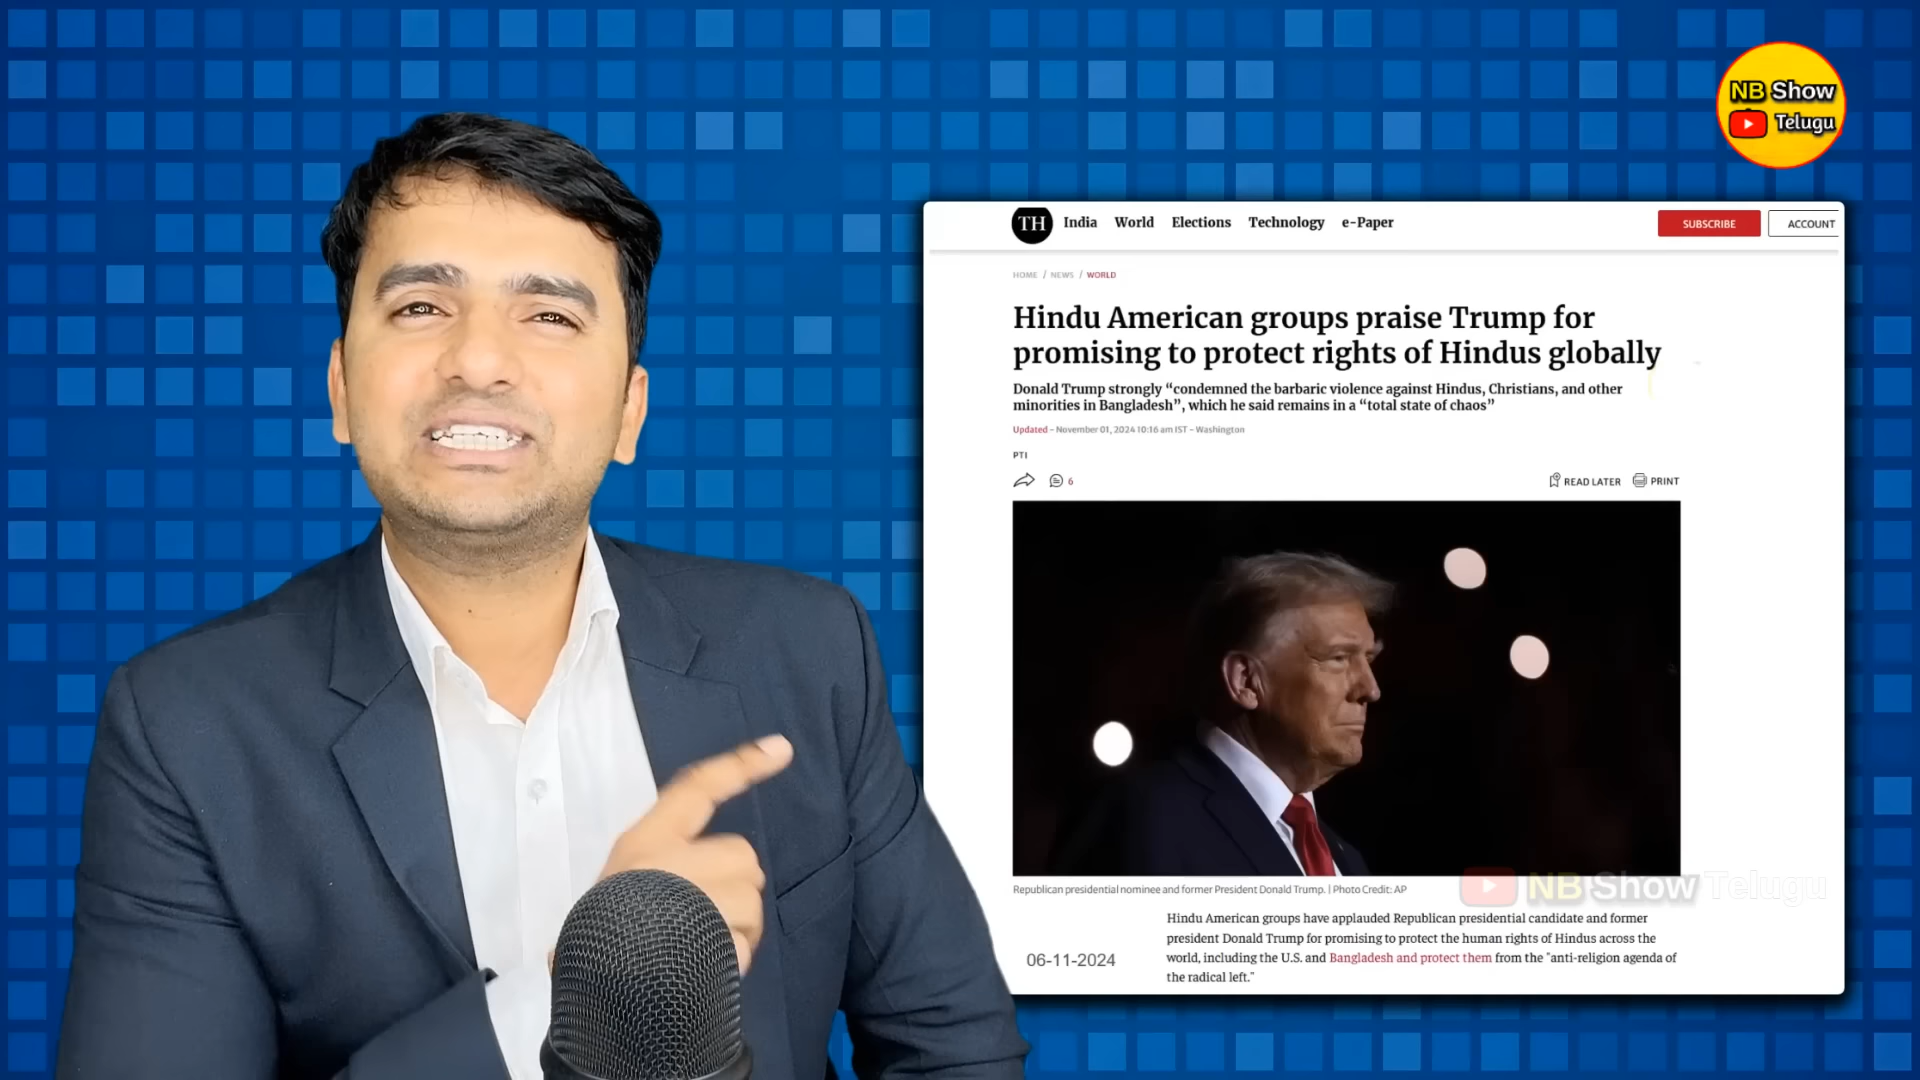 NB Show
Telugu
TH India World Elections Technology e-Paper
SUBSCRIBE
ACCOUNT
HOME / NEWS / WORLD
Hindu American groups praise Trump for
promising to protect rights of Hindus globally
Donald Trump strongly “condemned the barbaric violence against Hindus, Christians, and other
minorities in Bangladesh”, which he said remains in a “total state of chaos”
Updated - November 01, 2024 10:16 am IST - Washington
PTI
6
READ LATER PRINT
Republican presidential nominee and former President Donald Trump. | Photo Credit: AP
NB Show Telugu
Hindu American groups have applauded Republican presidential candidate and former
president Donald Trump for promising to protect the human rights of Hindus across the
world, including the U.S. and Bangladesh and protect them from the "anti-religion agenda of
the radical left."
06-11-2024